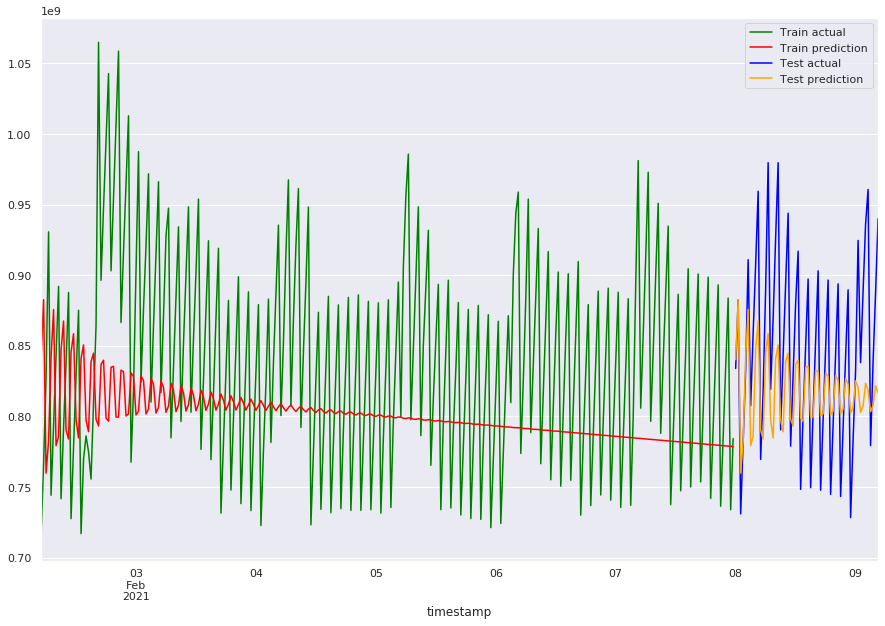 1e9
1.05
1.00
0.95
0.90
0.85
0.80
0.75
0.70
Train actual
Train prediction
Test actual
Test prediction
03 04 05 06 07 08 09
Feb
2021
timestamp